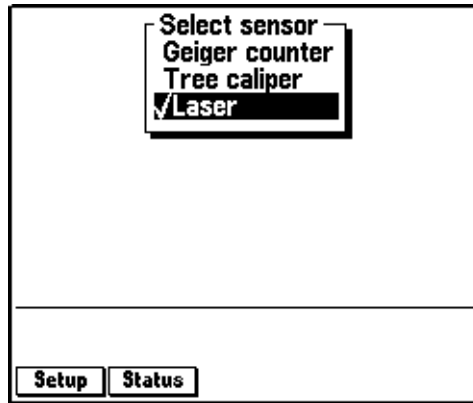 Select sensor
Geiger counter
Tree caliper
√Laser
Setup Status